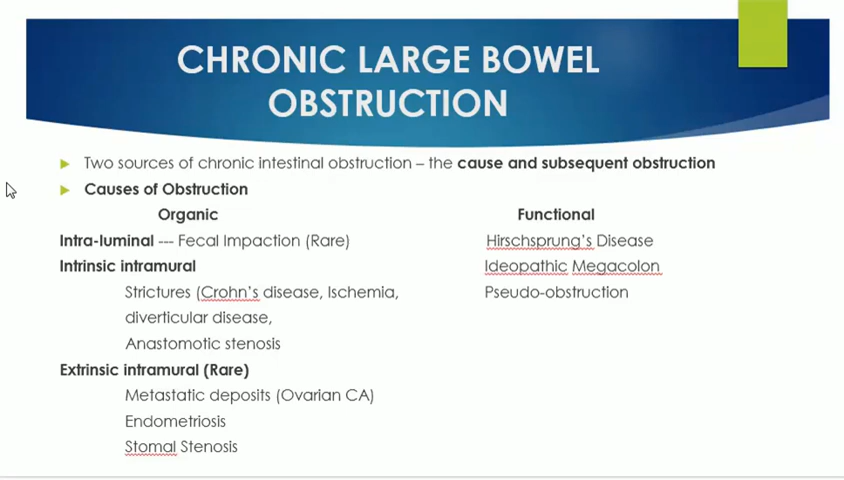 CHRONIC LARGE BOWEL
OBSTRUCTION
Two sources of chronic intestinal obstruction – the cause and subsequent obstruction
Causes of Obstruction
Organic Functional
Intra-luminal --- Fecal Impaction (Rare) Hirschsprung's Disease
Intrinsic intramural Ideopathic Megacolon
Strictures (Crohn's disease, Ischemia, Pseudo-obstruction
diverticular disease,
Anastomotic stenosis
Extrinsic intramural (Rare)
Metastatic deposits (Ovarian CA)
Endometriosis
Stomal Stenosis